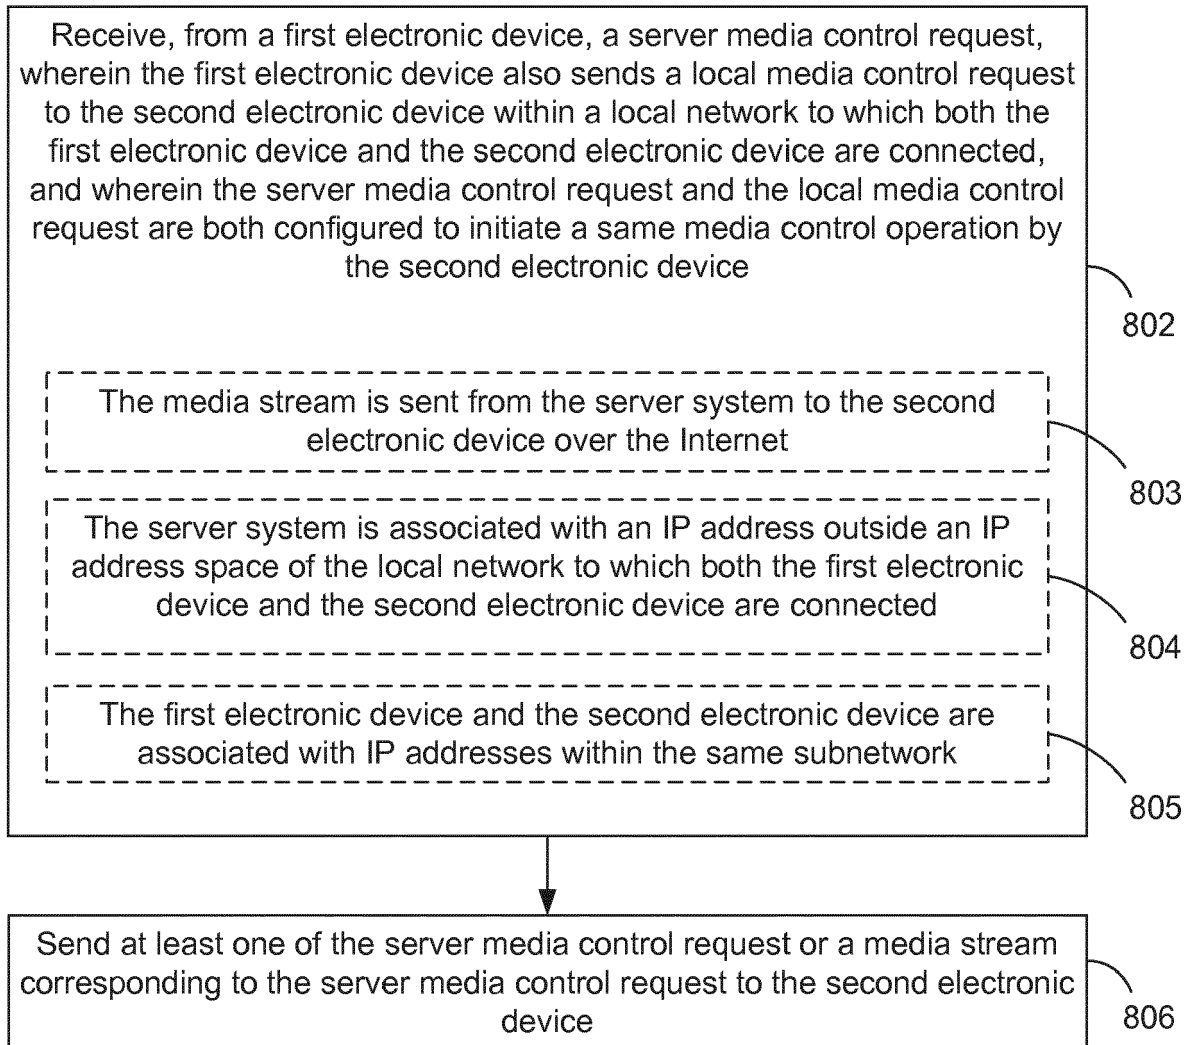 Receive, from a first electronic device, a server media control request,
wherein the first electronic device also sends a local media control request
to the second electronic device within a local network to which both the
first electronic device and the second electronic device are connected,
and wherein the server media control request and the local media control
request are both configured to initiate a same media control operation by
the second electronic device
802
The media stream is sent from the server system to the second
electronic device over the Internet
803
The server system is associated with an IP address outside an IP
address space of the local network to which both the first electronic
device and the second electronic device are connected
804
The first electronic device and the second electronic device are
associated with IP addresses within the same subnetwork
805
Send at least one of the server media control request or a media stream
corresponding to the server media control request to the second electronic
device
806